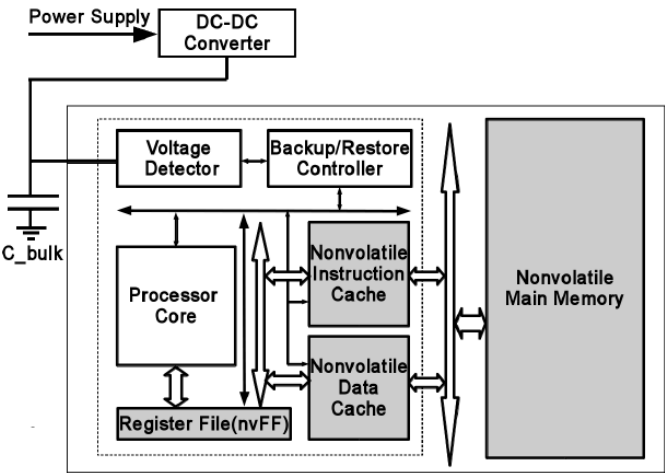 Power Supply
DC-DC
Converter
Voltage
Detector
Backup/Restore
Controller
C_bulk
Processor
Core
Nonvolatile
Instruction
Cache
Nonvolatile
Main Memory
Nonvolatile
Data
Cache
Register File(nvFF)